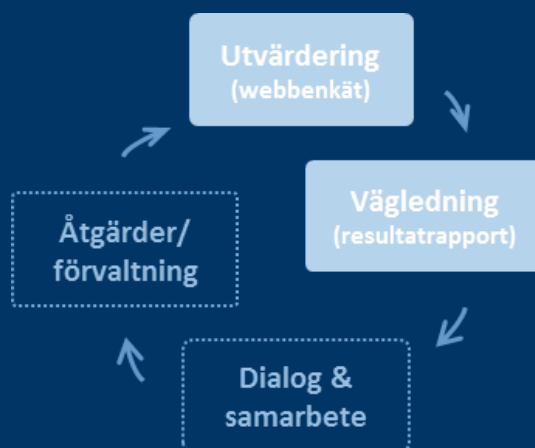 Utvärdering
(webbenkät)
Vägledning
(resultatrapport)
Dialog &
samarbete
Åtgärder/
förvaltning